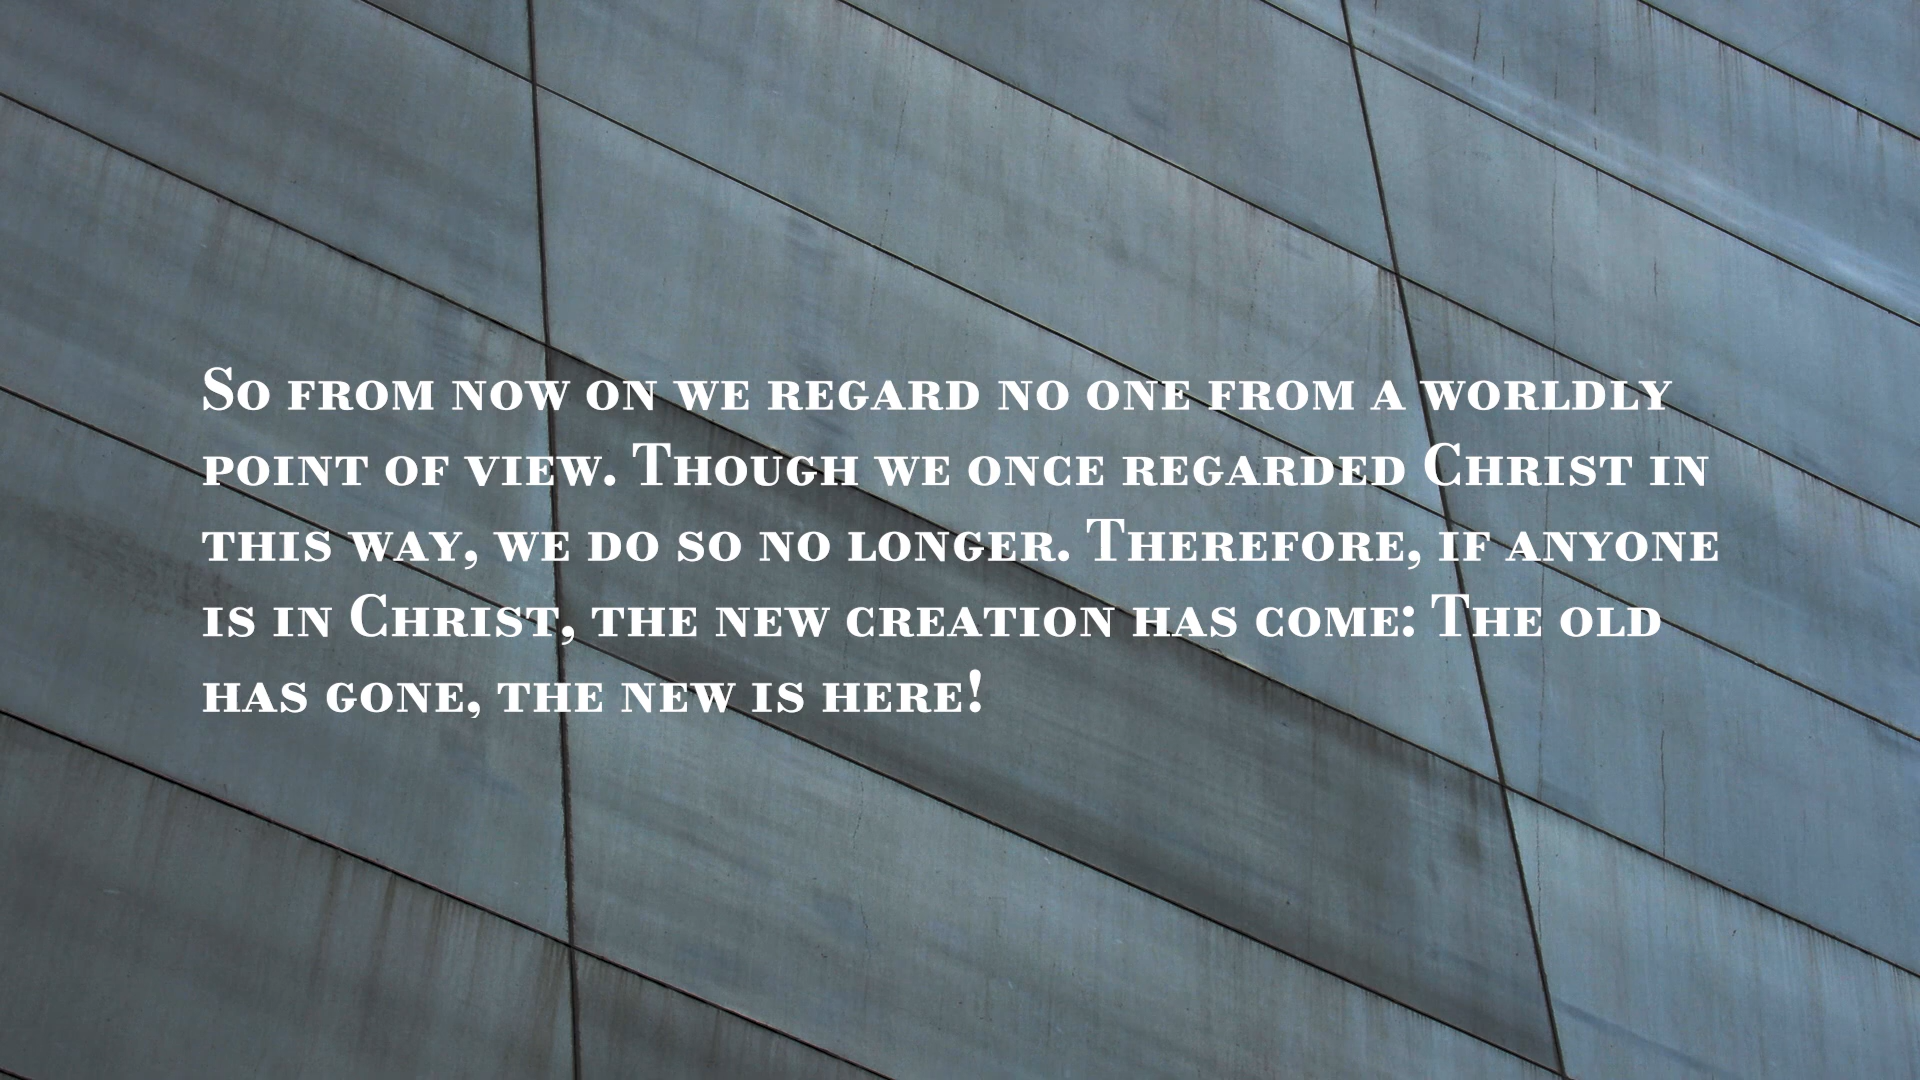 So from now on we regard no one from a worldly
point of view. Though we once regarded Christ in
this way, we do so no longer. Therefore, if anyone
is in Christ, the new creation has come: The old
has gone, the new is here!